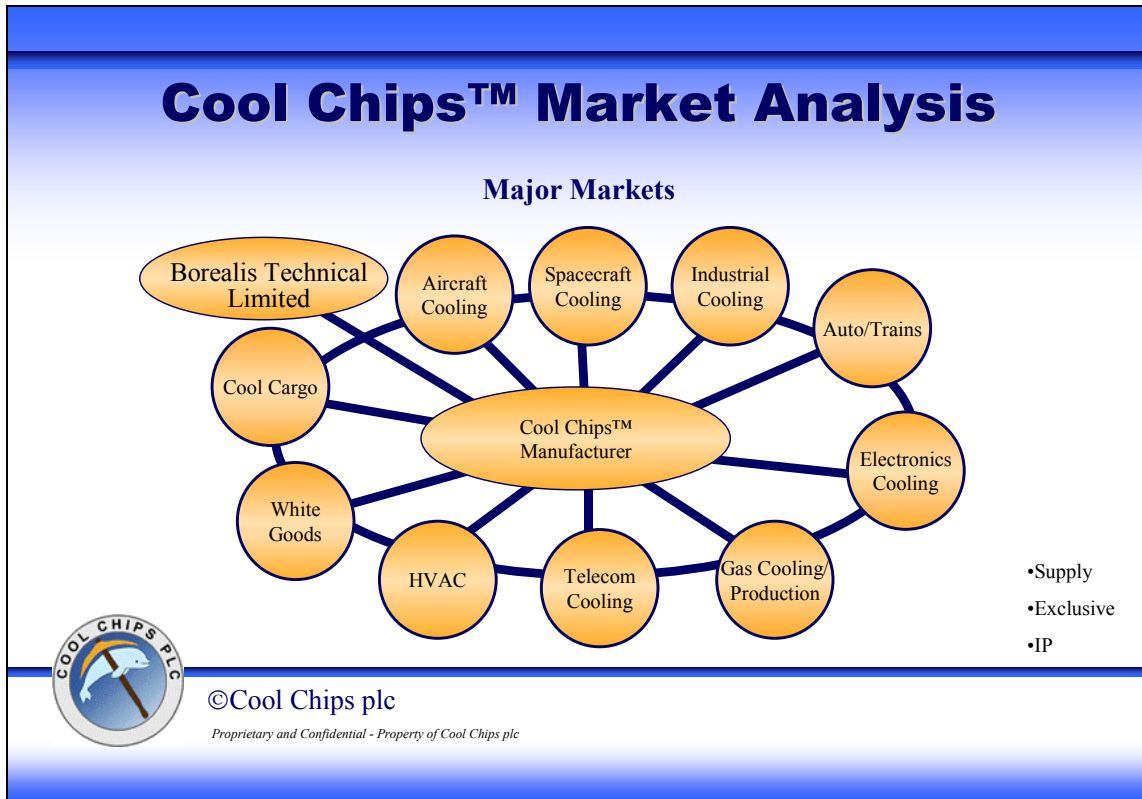 Cool Chips™ Market Analysis
Major Markets
Borealis Technical
Limited
Aircraft
Cooling
Spacecraft
Cooling
Industrial
Cooling
Auto/Trains
Cool Cargo
Cool Chips™
Manufacturer
Electronics
Cooling
White
Goods
HVAC
Telecom
Cooling
Gas Cooling/
Production
•Supply
•Exclusive
•IP
COOL CHIPS PLC
©Cool Chips plc
Proprietary and Confidential - Property of Cool Chips plc